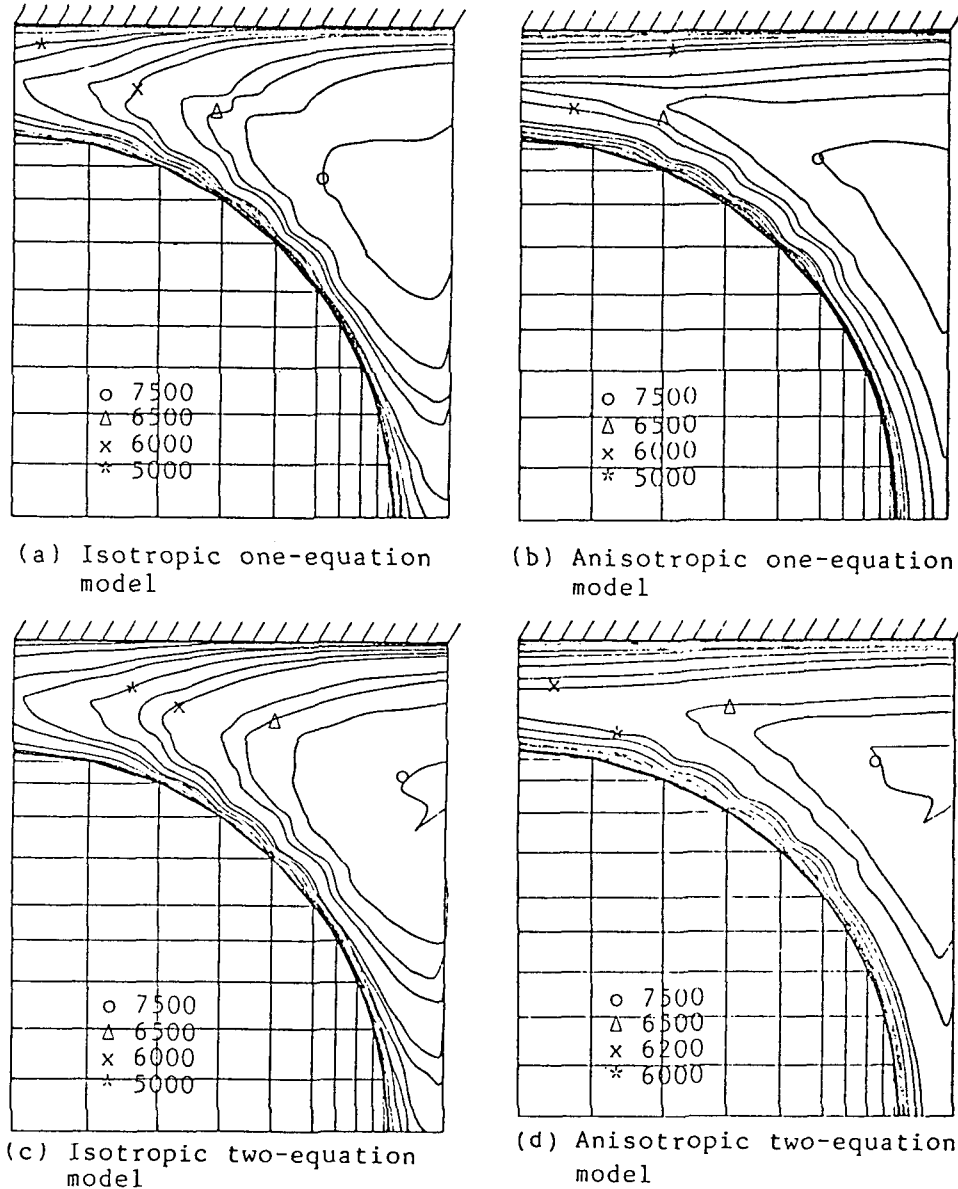 o 7500
Δ 6500
x 6000
* 5000
(a) Isotropic one-equation
model
o 7500
Δ 6500
x 6000
* 5000
(b) Anisotropic one-equation
model
o 7500
Δ 6500
x 6000
* 5000
(c) Isotropic two-equation
model
o 7500
Δ 6500
x 6200
* 6000
(d) Anisotropic two-equation
model